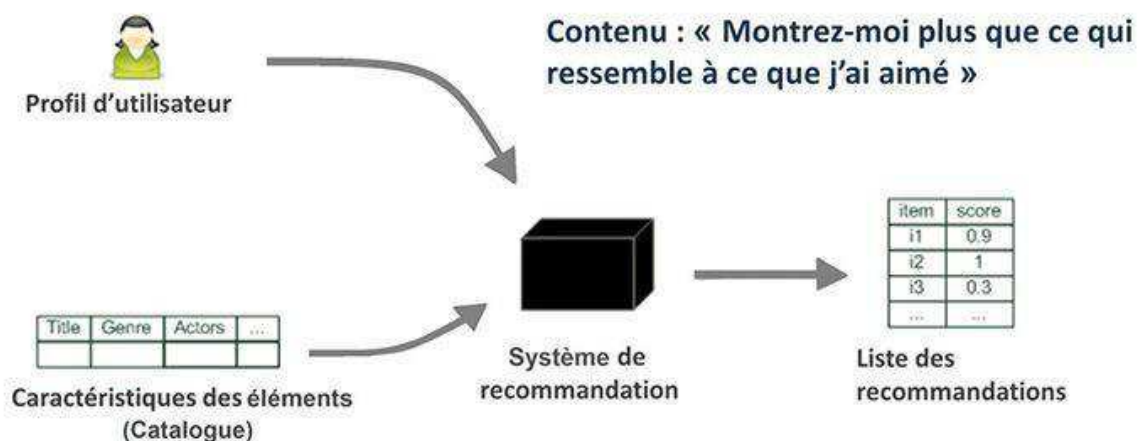 Contenu : « Montrez-moi plus que ce qui
ressemble à ce que j'ai aimé »
Profil d'utilisateur
item score
i1 0.9
i2 1
i3 0.3
... ...
Title Genre Actors ...
Système de
recommandation
Liste des
recommandations
Caractéristiques des éléments
(Catalogue)